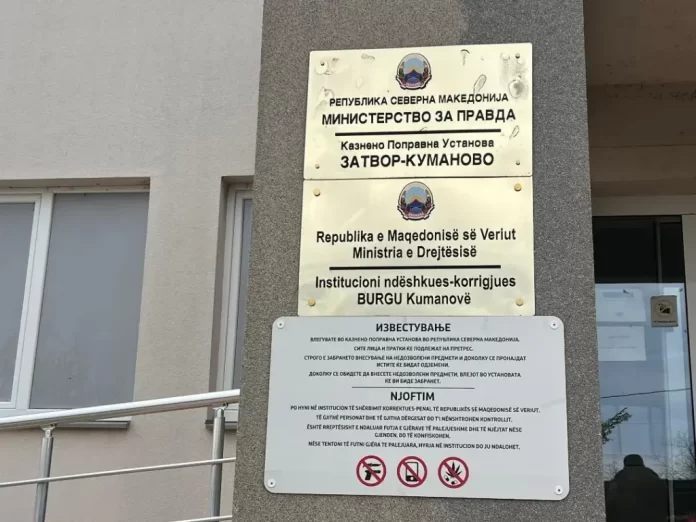 РЕПУБЛИКА СЕВЕРНА МАКЕДОНИЈА
МИНИСТЕРСТВО ЗА ПРАВДА
Казнено Поправна Установа
ЗАТВОР-КУМАНОВО
Republika e Maqedonisë së Veriut
Ministria e Drejtësisë
Institucioni ndëshkues-korrigjues
BURGU Kumanovë
ИЗВЕСТУВАЊЕ
ВЛЕГУВАТЕ ВО КАЗНЕНО-ПОПРАВНА УСТАНОВА ВО РЕПУБЛИКА СЕВЕРНА МАКЕДОНИЈА.
СИТЕ ЛИЦА И ПРАТКИ ЌЕ ПОДЛЕЖАТ НА ПРЕТРЕС.
СТРОГО Е ЗАБРАНЕТО ВНЕСУВАЊЕ НА НЕДОЗВОЛЕНИ ПРЕДМЕТИ И ДОКОЛКУ СЕ ПРОНАЈДАТ
ИСТИТЕ ЌЕ БИДАТ ОДЗЕМЕНИ.
ДОКОЛКУ СЕ ОБИДЕТЕ ДА ВНЕСЕТЕ НЕДОЗВОЛЕНИ ПРЕДМЕТИ, ВЛЕЗОТ ВО УСТАНОВАТА
ЌЕ ВИ БИДЕ ЗАБРАНЕТ.
NJOFTIM
PO HYNI NË INSTITUCION TË SHËRBIMIT KORREKTUES-PENAL TË REPUBLIKËS SË MAQEDONISË SË VERIUT.
TË GJITHË PERSONAT DHE TË GJITHA DËRGESAT DO T'I NËNSHTROHEN KONTROLLIT.
ËSHTË RREPTËSISHT E NDALUAR FUTJA E GJËRAVE TË PALEJUESHME DHE TË NJËJTAT NËSE
GJENDEN, DO TË KONFISKOHEN.
NËSE TENTONI TË FUTNI GJËRA TË PALEJUARA, HYRJA NË INSTITUCION DO JU NDALOHET.